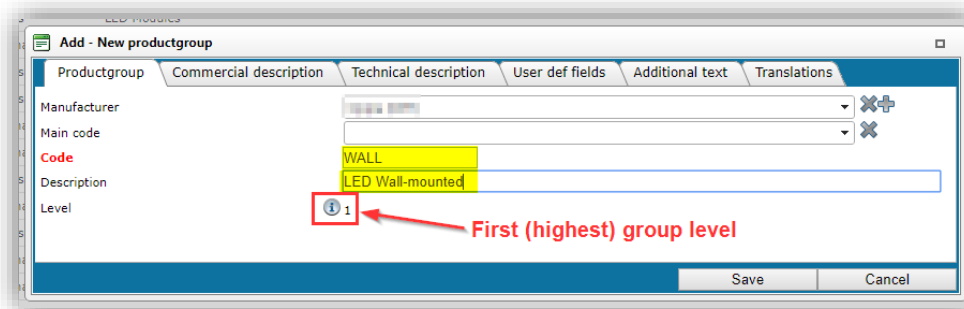 LED Modules
Add - New productgroup
Productgroup Commercial description Technical description User def fields Additional text Translations
Manufacturer
Main code
Code WALL
Description LED Wall-mounted
Level 1
First (highest) group level
Save Cancel